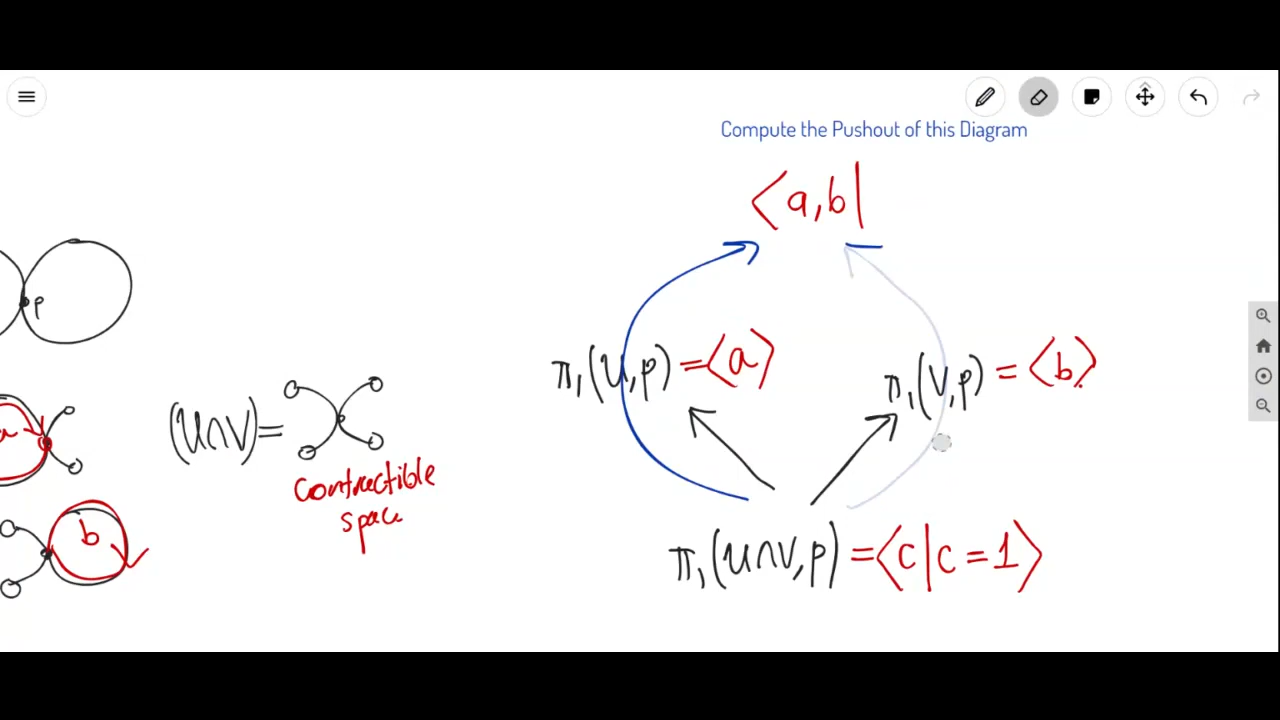 Compute the Pushout of this Diagram
⟨a,b|
p
π₁(U,p) = ⟨a⟩
π₁(V,p) = ⟨b⟩
a
(U∩V)=
contractible
space
b
π₁(U∩V,p) = ⟨c|c=1⟩